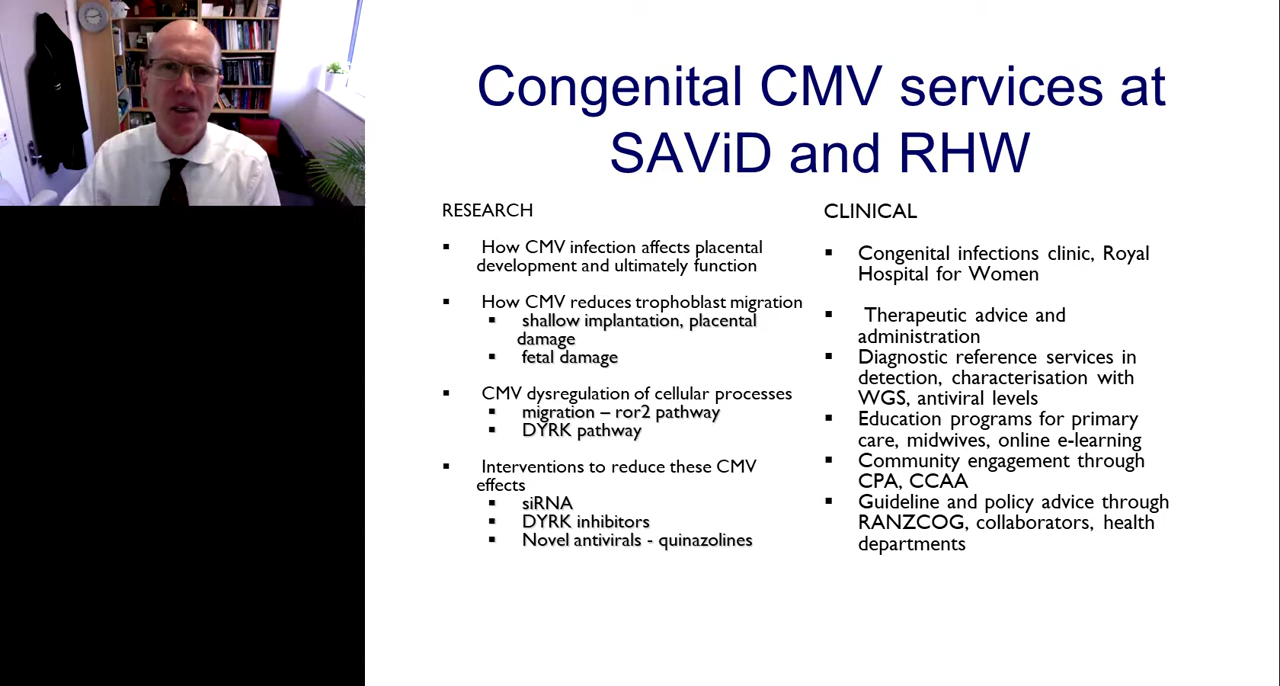 Congenital CMV services at
SAViD and RHW
RESEARCH
▪ How CMV infection affects placental
development and ultimately function
▪ How CMV reduces trophoblast migration
▪ shallow implantation, placental
damage
▪ fetal damage
▪ CMV dysregulation of cellular processes
▪ migration – ror2 pathway
▪ DYRK pathway
▪ Interventions to reduce these CMV
effects
▪ siRNA
▪ DYRK inhibitors
▪ Novel antivirals - quinazolines
CLINICAL
▪ Congenital infections clinic, Royal
Hospital for Women
▪ Therapeutic advice and
administration
▪ Diagnostic reference services in
detection, characterisation with
WGS, antiviral levels
▪ Education programs for primary
care, midwives, online e-learning
▪ Community engagement through
CPA, CCAA
▪ Guideline and policy advice through
RANZCOG, collaborators, health
departments